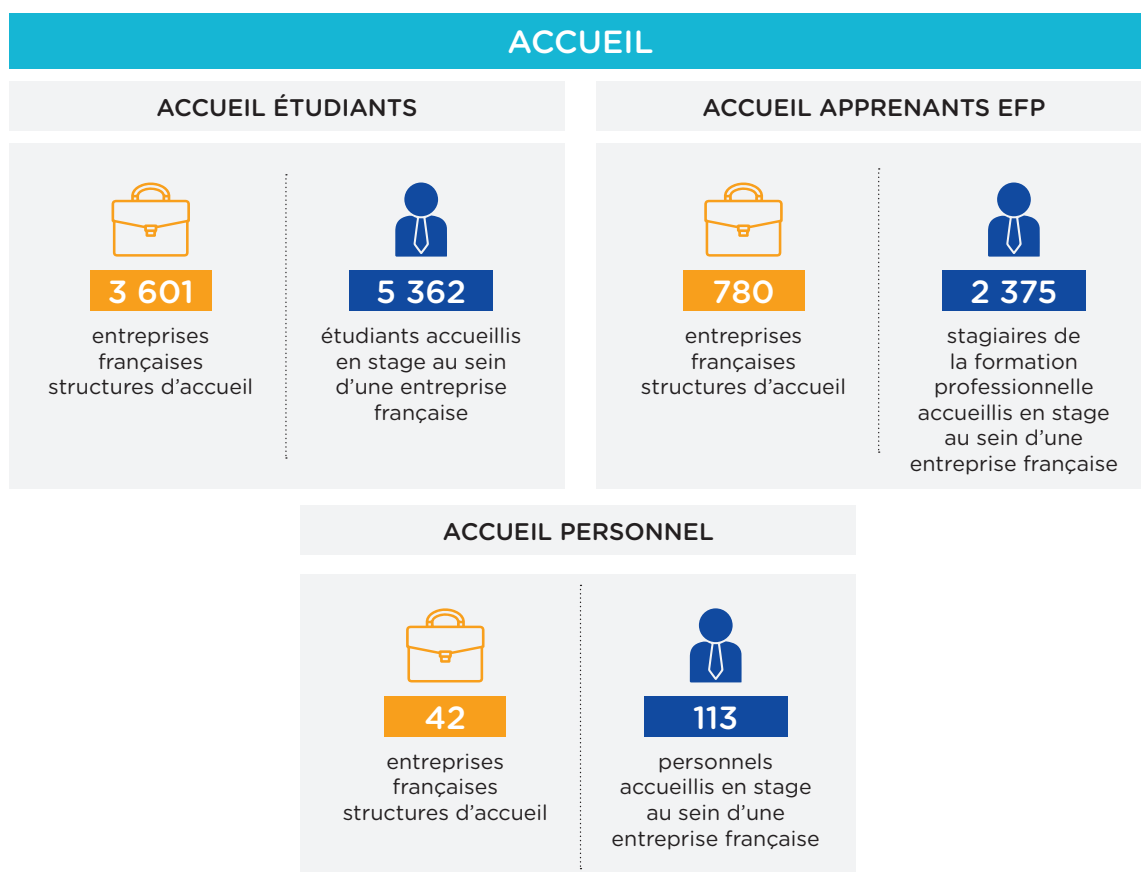 ACCUEIL
ACCUEIL ÉTUDIANTS
3 601
entreprises
françaises
structures d’accueil
5 362
étudiants accueillis
en stage au sein
d’une entreprise
française
ACCUEIL APPRENANTS EFP
780
entreprises
françaises
structures d’accueil
2 375
stagiaires de
la formation
professionnelle
accueillis en stage
au sein d’une
entreprise française
ACCUEIL PERSONNEL
42
entreprises
françaises
structures d’accueil
113
personnels
accueillis en stage
au sein d’une
entreprise française